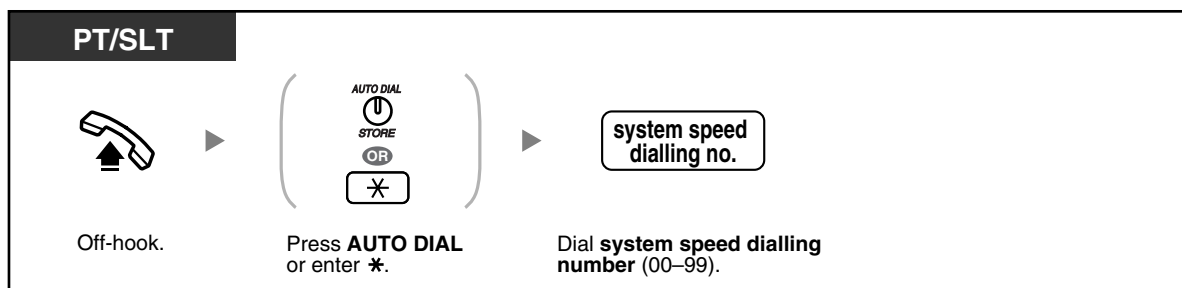 PT/SLT
AUTO DIAL
STORE
OR
✱
system speed
dialling no.
Off-hook.
Press AUTO DIAL
or enter ✱.
Dial system speed dialling
number (00–99).